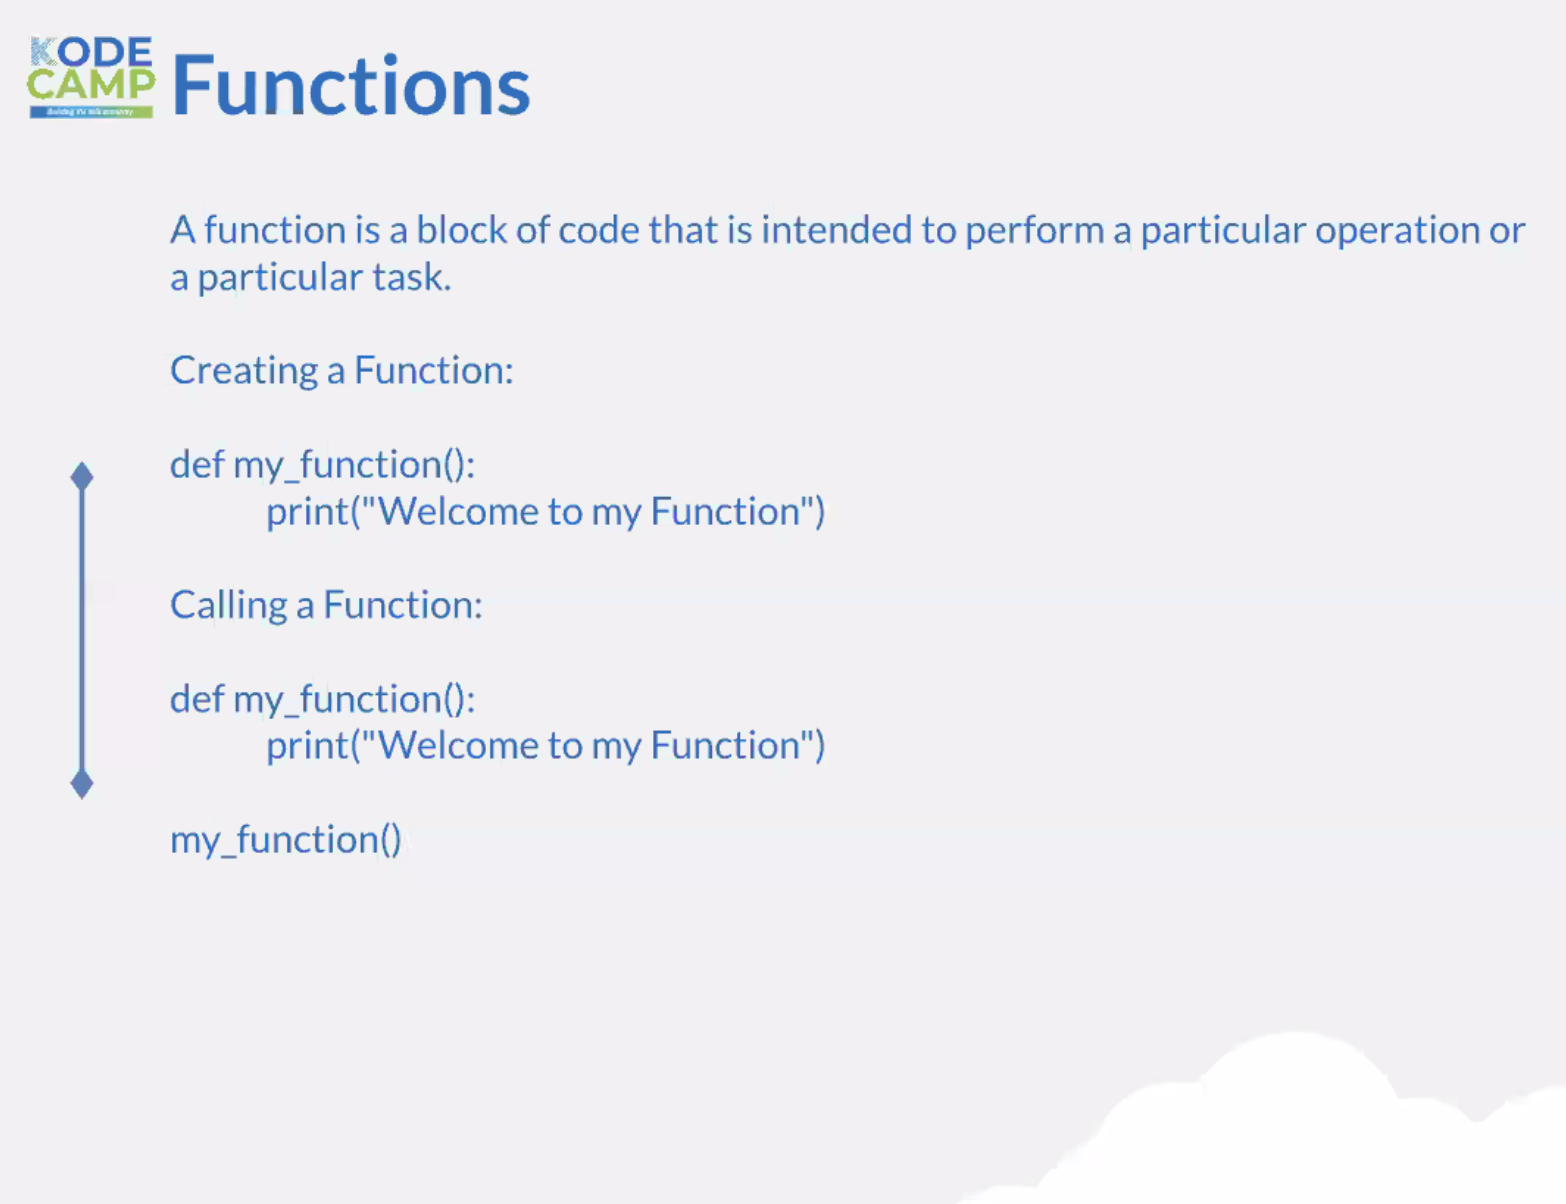 KODE
CAMP
Functions
A function is a block of code that is intended to perform a particular operation or
a particular task.
Creating a Function:
def my_function():
print("Welcome to my Function")
Calling a Function:
def my_function():
print("Welcome to my Function")
my_function()